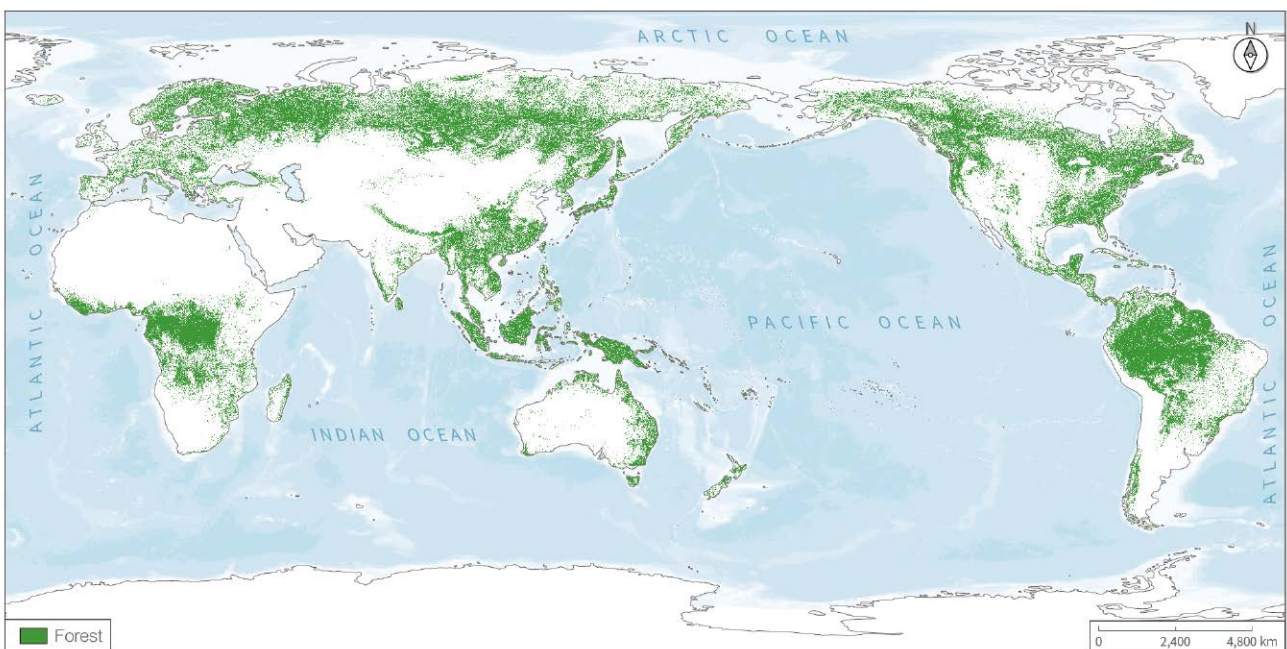 ARCTIC OCEAN
N
ATLANTIC OCEAN
PACIFIC OCEAN
INDIAN OCEAN
ATLANTIC OCEAN
Forest
0 2,400 4,800 km